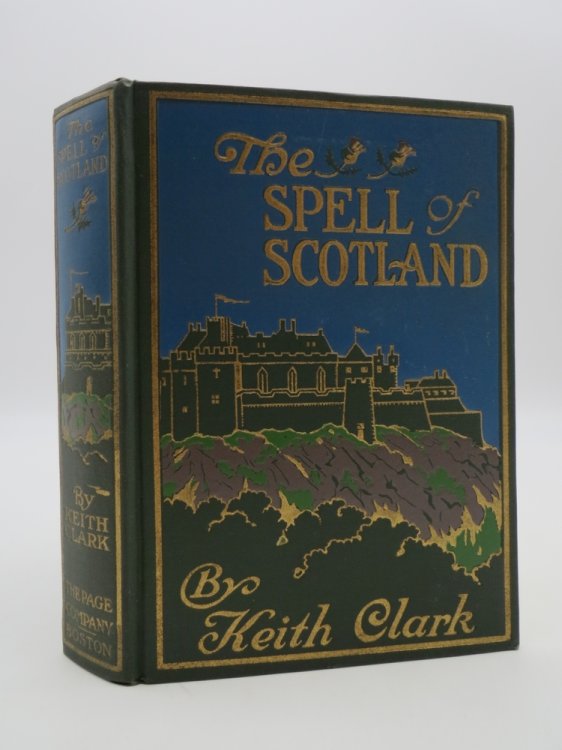 The
SPELL of
SCOTLAND
By
Keith Clark
The
SPELL of
SCOTLAND
By
KEITH
CLARK
THE PAGE
COMPANY
BOSTON